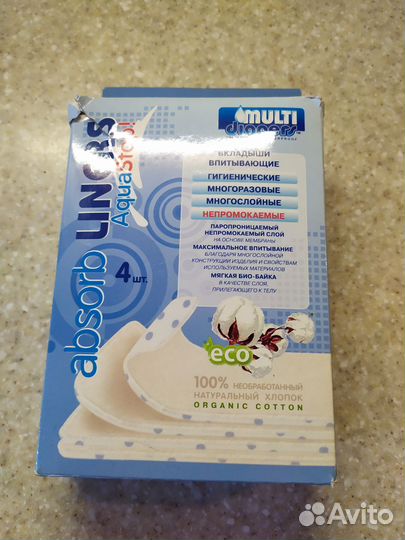 MULTI
diapers
ВКЛАДЫШИ
ВПИТЫВАЮЩИЕ
ГИГИЕНИЧЕСКИЕ
МНОГОРАЗОВЫЕ
МНОГОСЛОЙНЫЕ
НЕПРОМОКАЕМЫЕ
ПАРОПРОНИЦАЕМЫЙ
НЕПРОМОКАЕМЫЙ СЛОЙ
НА ОСНОВЕ МЕМБРАНЫ
МАКСИМАЛЬНОЕ ВПИТЫВАНИЕ
БЛАГОДАРЯ МНОГОСЛОЙНОЙ
КОНСТРУКЦИИ ИЗДЕЛИЯ И СВОЙСТВАМ
ИСПОЛЬЗУЕМЫХ МАТЕРИАЛОВ
МЯГКАЯ БИО-БАЙКА
В КАЧЕСТВЕ СЛОЯ,
ПРИЛЕГАЮЩЕГО К ТЕЛУ
absorb LINERS
AquaStop!
4 шт.
eco
100% НЕОБРАБОТАННЫЙ
НАТУРАЛЬНЫЙ ХЛОПОК
ORGANIC COTTON
Avito